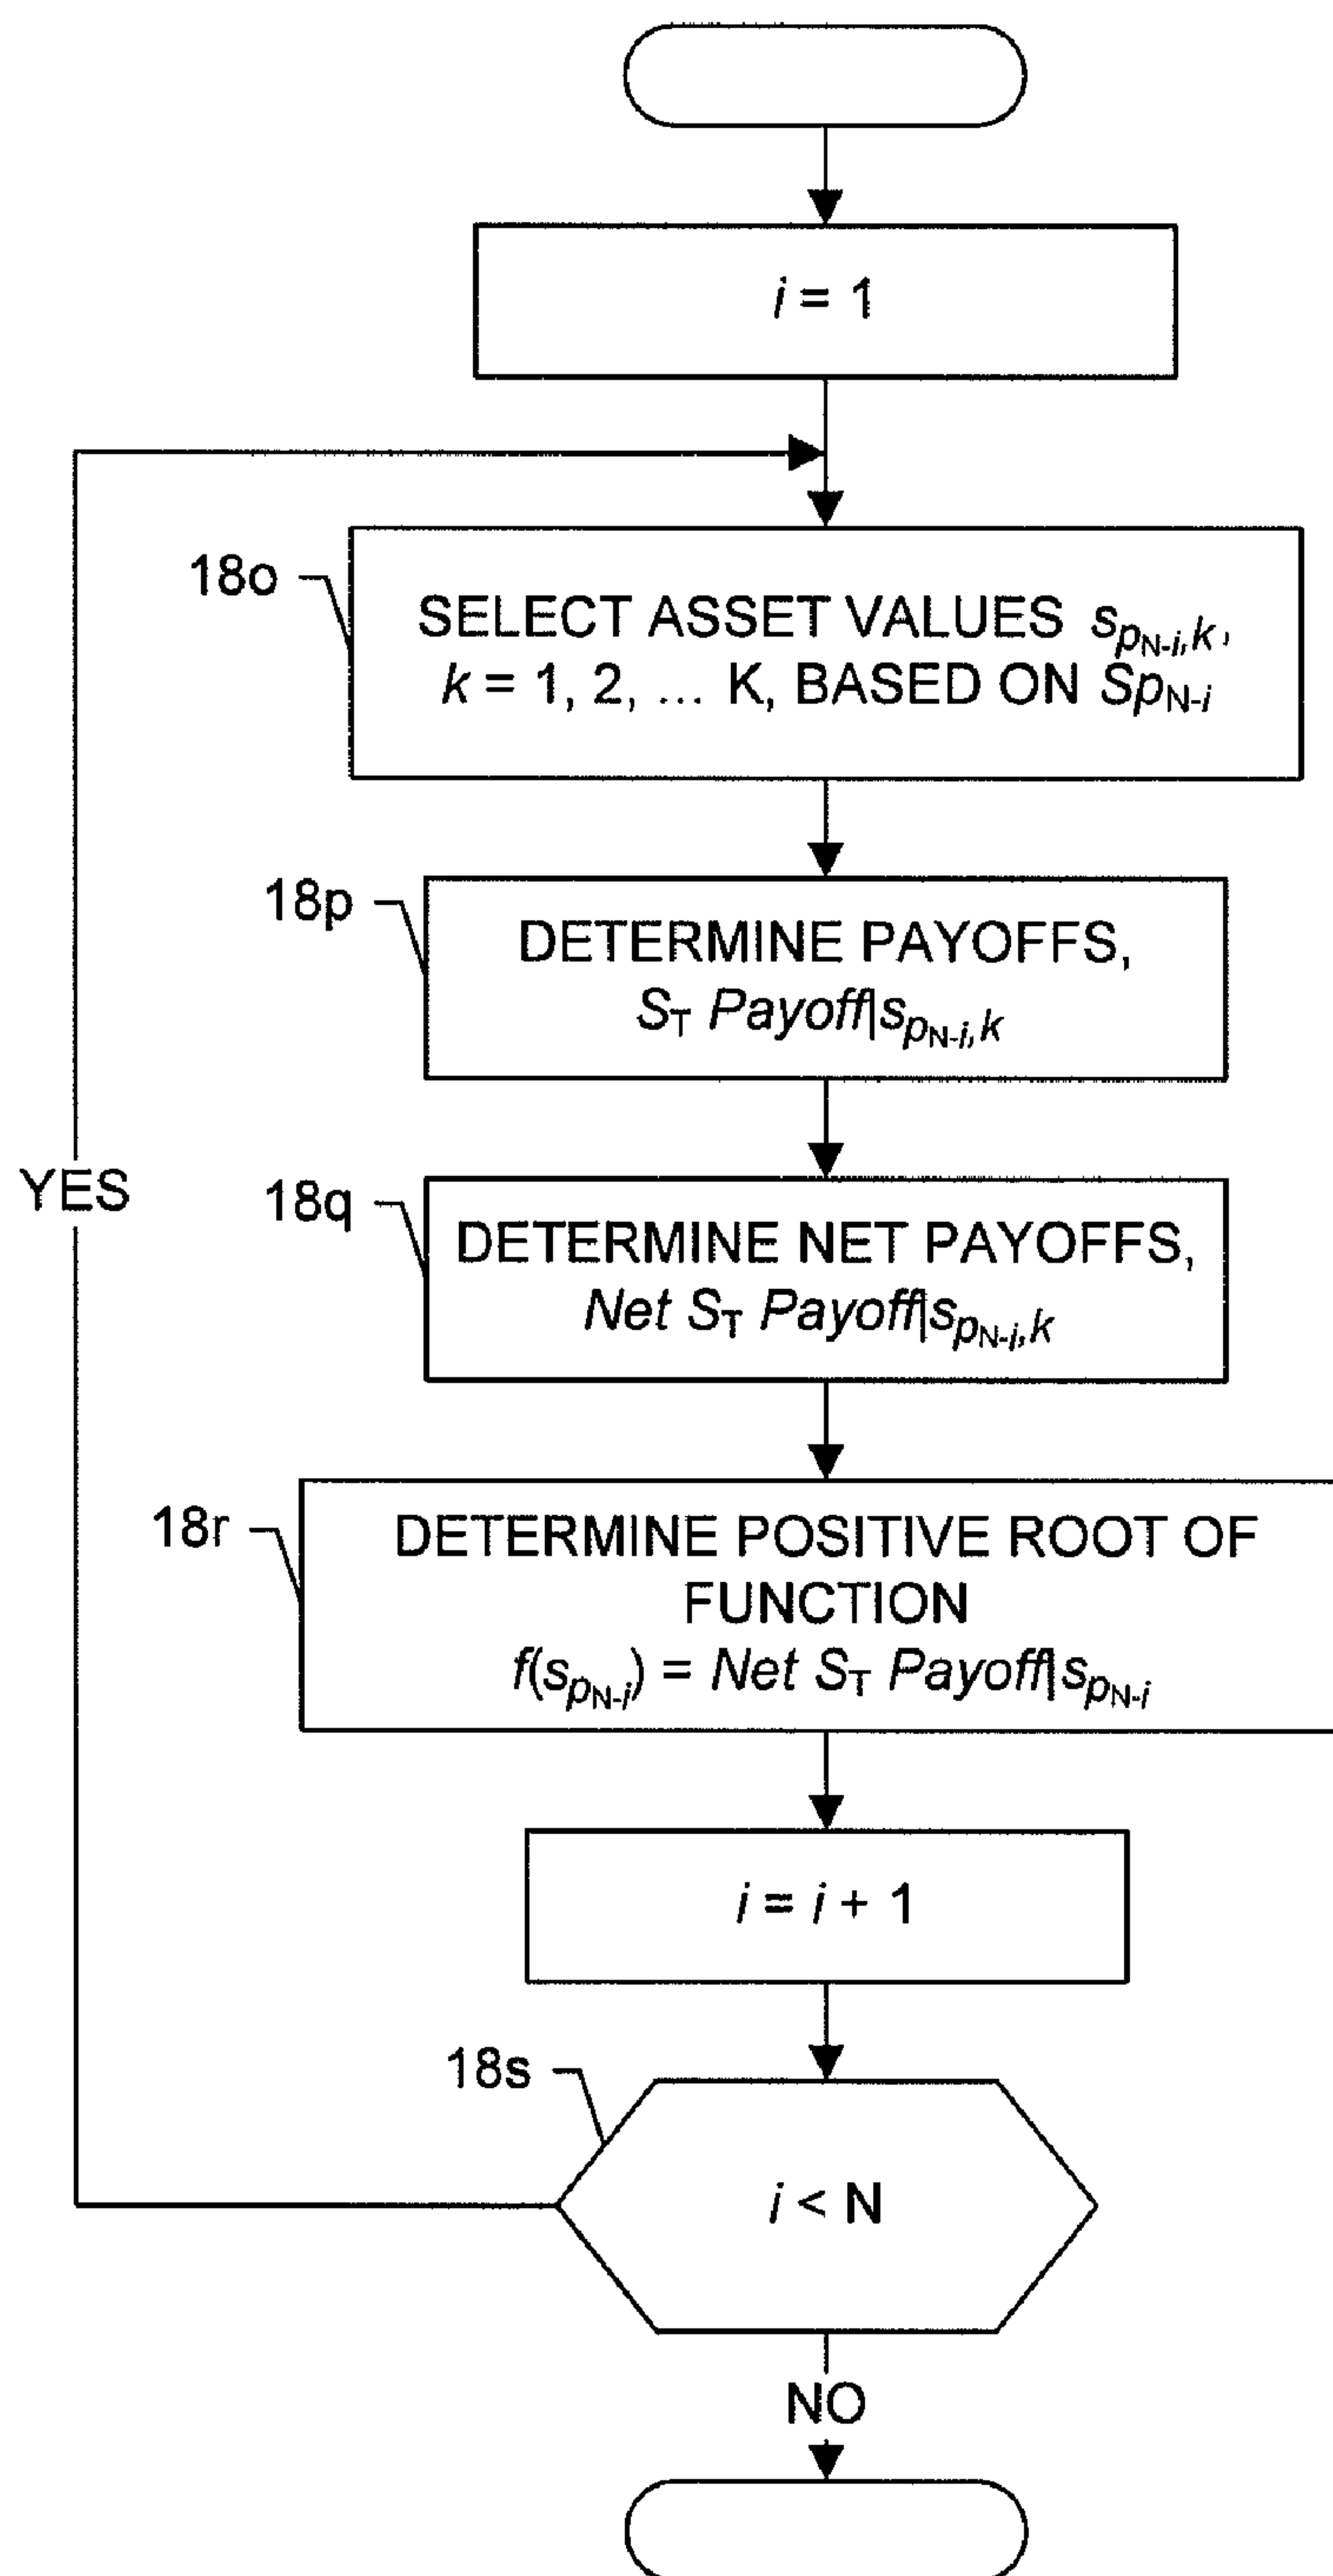 i = 1
18o
SELECT ASSET VALUES s_{p_{N-i},k},
k = 1, 2, ... K, BASED ON Sp_{N-i}
18p
DETERMINE PAYOFFS,
S_T Payoff|s_{p_{N-i},k}
YES
18q
DETERMINE NET PAYOFFS,
Net S_T Payoff|s_{p_{N-i},k}
18r
DETERMINE POSITIVE ROOT OF
FUNCTION
f(s_{p_{N-i}}) = Net S_T Payoff|s_{p_{N-i}}
i = i + 1
18s
i < N
NO